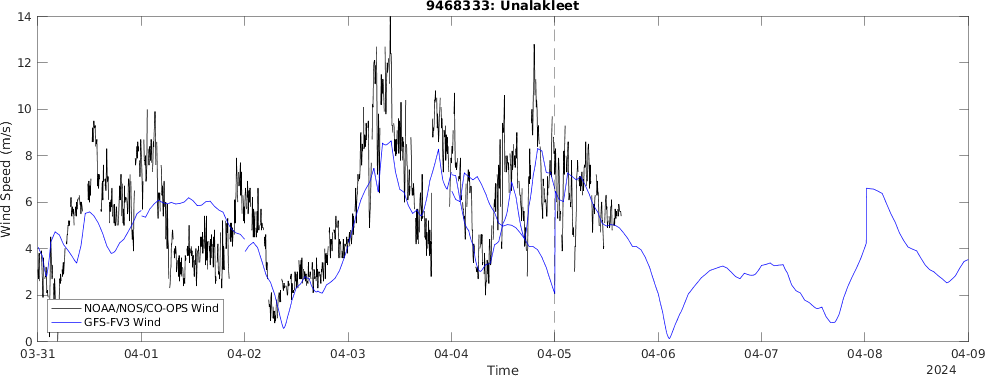 9468333: Unalakleet
14
12
10
8
6
4
2
0
Wind Speed (m/s)
NOAA/NOS/CO-OPS Wind
GFS-FV3 Wind
03-31 04-01 04-02 04-03 04-04 04-05 04-06 04-07 04-08 04-09
Time
2024